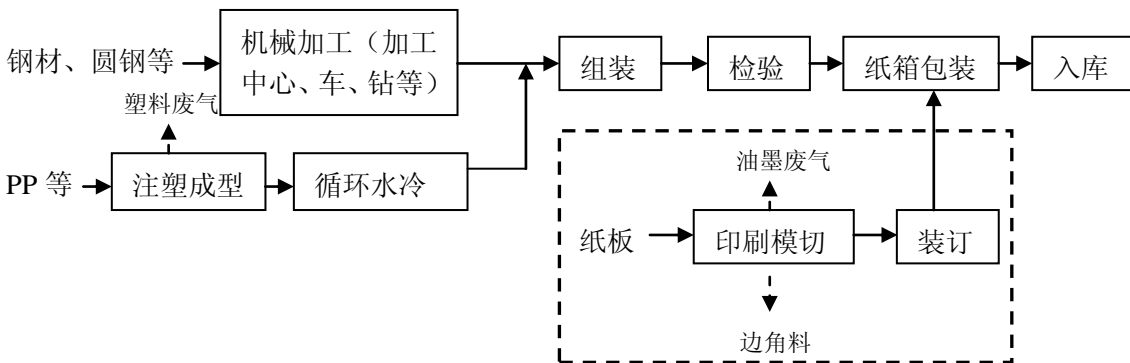 钢材、圆钢等
机械加工（加工
中心、车、钻等）
组装
检验
纸箱包装
入库
塑料废气
PP 等
注塑成型
循环水冷
油墨废气
纸板
印刷模切
装订
边角料